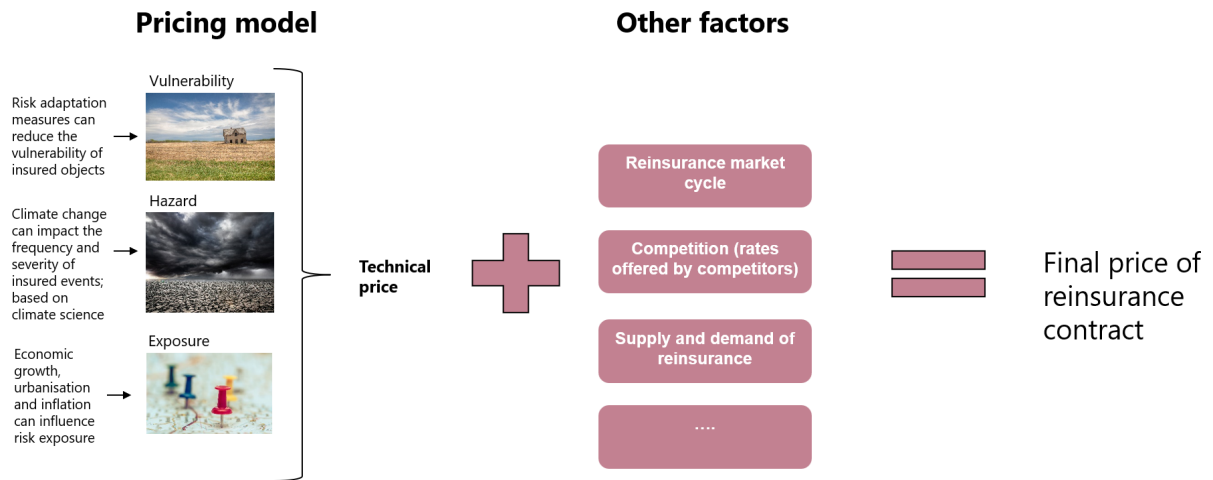 Pricing model
Other factors
Vulnerability
Risk adaptation
measures can
reduce the
vulnerability of
insured objects
Hazard
Climate change
can impact the
frequency and
severity of
insured events;
based on
climate science
Exposure
Economic
growth,
urbanisation
and inflation
can influence
risk exposure
Technical
price
Reinsurance market
cycle
Competition (rates
offered by competitors)
Supply and demand of
reinsurance
....
Final price of
reinsurance
contract